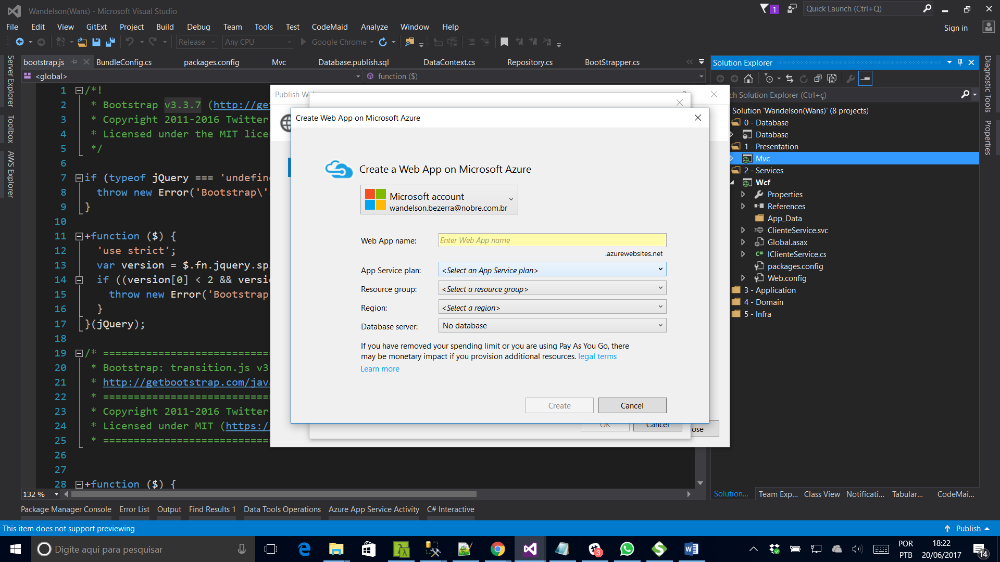 Wandelson(Wans) - Microsoft Visual Studio
1
Quick Launch (Ctrl+Q)
File Edit View GitExt Project Build Debug Team Tools Test CodeMaid Analyze Window Help
Sign in
Release Any CPU Google Chrome
Server Explorer
Toolbox
AWS Explorer
bootstrap.js BundleConfig.cs packages.config Mvc Database.publish.sql DataContext.cs Repository.cs BootStrapper.cs
<global> function ($)
1 /*!
2 * Bootstrap v3.3.7 (http://ge
3 * Copyright 2011-2016 Twitter
4 * Licensed under the MIT lice
5 */
6
7 if (typeof jQuery === 'undefin
8 throw new Error('Bootstrap\'
9 }
10
11 +function ($) {
12 'use strict';
13 var version = $.fn.jquery.sp
14 if ((version[0] < 2 && versi
15 throw new Error('Bootstrap
16 }
17 }(jQuery);
18
19 /* ============================
20 * Bootstrap: transition.js v3
21 * http://getbootstrap.com/jav
22 * ============================
23 * Copyright 2011-2016 Twitter
24 * Licensed under MIT (https:/
25 * ============================
26
27
28 +function ($) {
132 %
Publish We
Create Web App on Microsoft Azure
Create a Web App on Microsoft Azure
Microsoft account
wandelson.bezerra@nobre.com.br
Web App name: Enter Web App name
.azurewebsites.net
App Service plan: <Select an App Service plan>
Resource group: <Select a resource group>
Region: <Select a region>
Database server: No database
If you have removed your spending limit or you are using Pay As You Go, there
may be monetary impact if you provision additional resources. legal terms
Learn more
Create Cancel
OK Cancel
lose
Solution Explorer
ch Solution Explorer (Ctrl+ç)
Solution 'Wandelson(Wans)' (8 projects)
0 - Database
Database
1 - Presentation
Mvc
2 - Services
Wcf
Properties
References
App_Data
ClienteService.svc
Global.asax
IClienteService.cs
packages.config
Web.config
3 - Application
4 - Domain
5 - Infra
Solution... Team Exp... Class View Notificati... Tabular... CodeMai...
Diagnostic Tools
Properties
Package Manager Console Error List Output Find Results 1 Data Tools Operations Azure App Service Activity C# Interactive
This item does not support previewing
Publish
Digite aqui para pesquisar
3
POR
PTB
18:22
20/06/2017
14